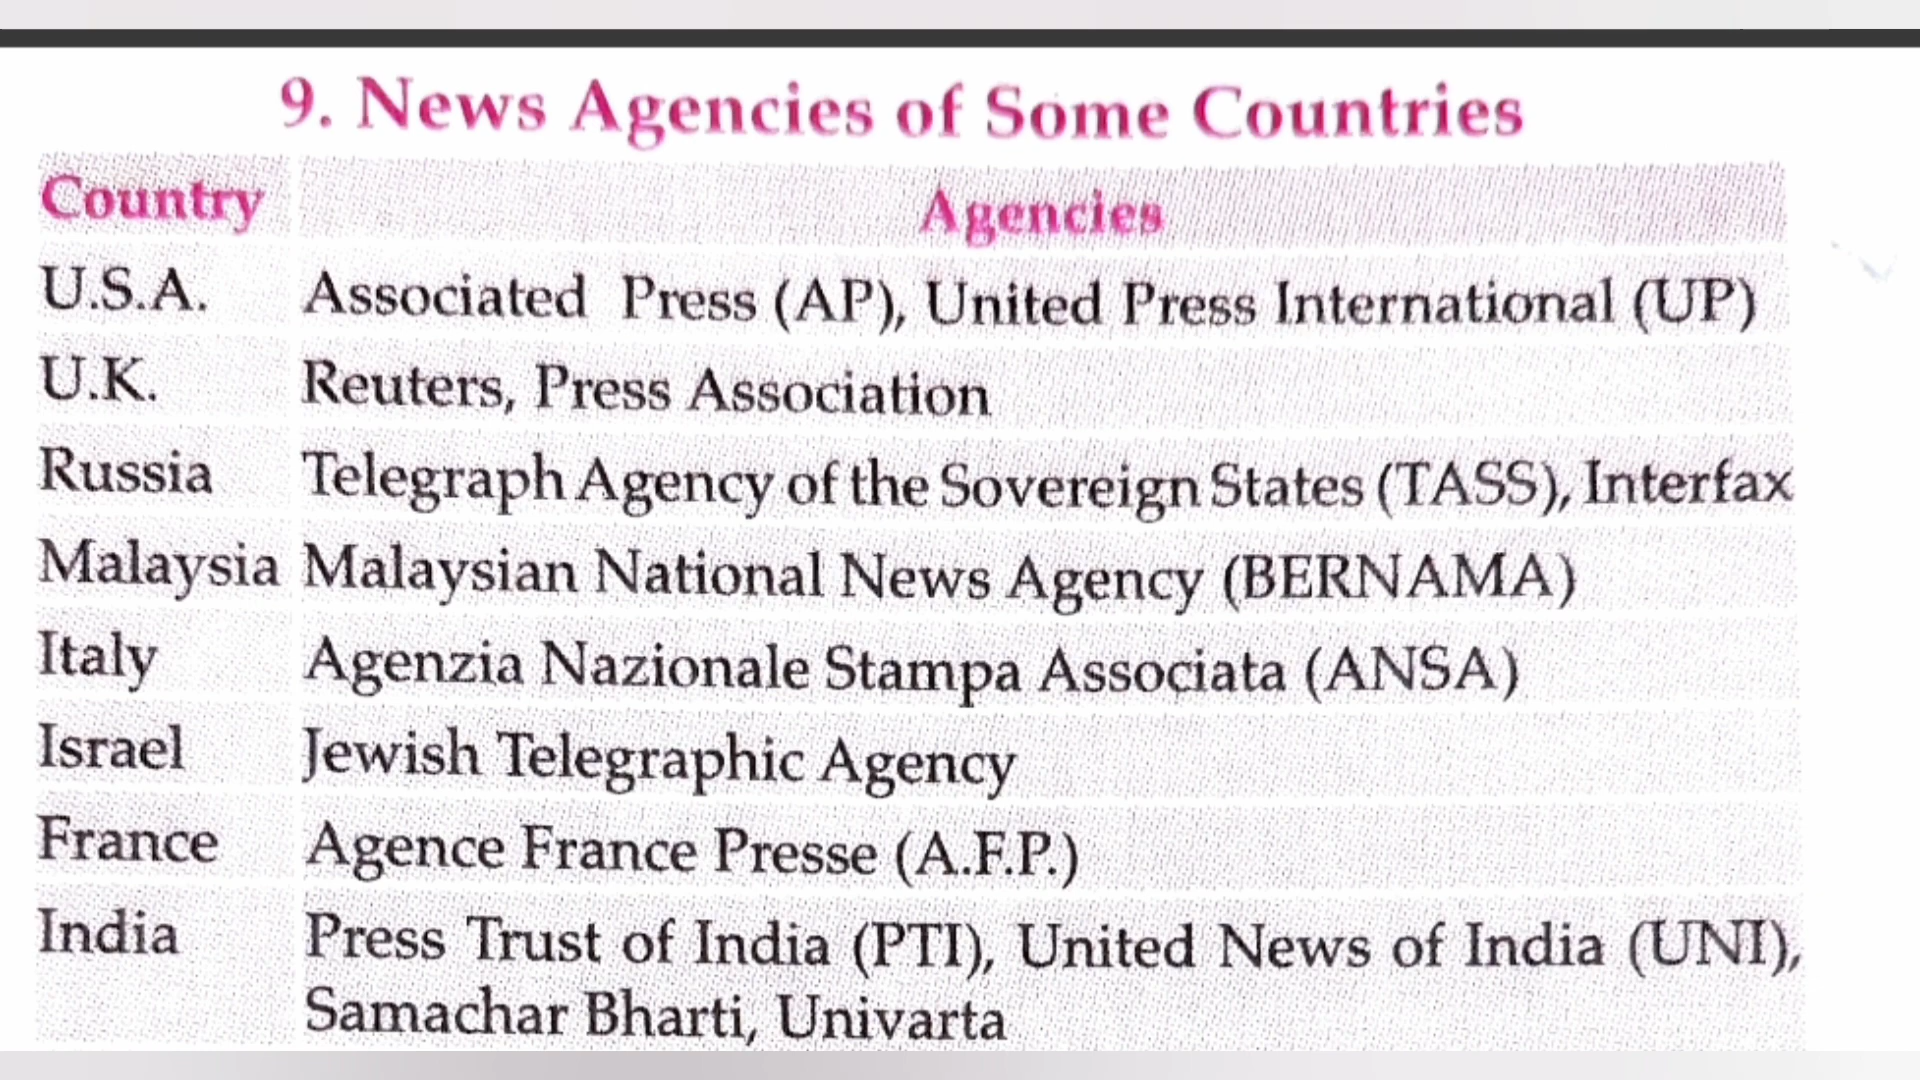 9. News Agencies of Some Countries
Country Agencies
U.S.A. Associated Press (AP), United Press International (UP)
U.K. Reuters, Press Association
Russia Telegraph Agency of the Sovereign States (TASS), Interfax
Malaysia Malaysian National News Agency (BERNAMA)
Italy Agenzia Nazionale Stampa Associata (ANSA)
Israel Jewish Telegraphic Agency
France Agence France Presse (A.F.P.)
India Press Trust of India (PTI), United News of India (UNI),
Samachar Bharti, Univarta